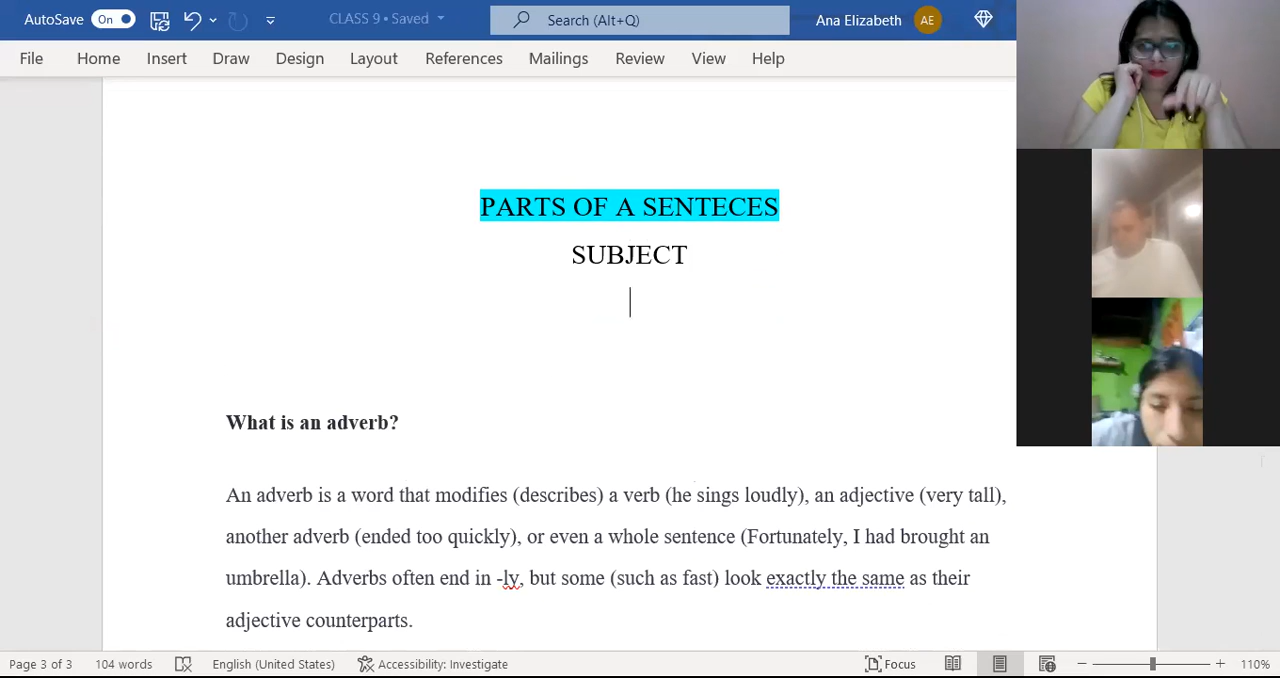 AutoSave On CLASS 9 • Saved Search (Alt+Q) Ana Elizabeth AE
File Home Insert Draw Design Layout References Mailings Review View Help
PARTS OF A SENTECES
SUBJECT
What is an adverb?
An adverb is a word that modifies (describes) a verb (he sings loudly), an adjective (very tall),
another adverb (ended too quickly), or even a whole sentence (Fortunately, I had brought an
umbrella). Adverbs often end in -ly, but some (such as fast) look exactly the same as their
adjective counterparts.
Page 3 of 3 104 words English (United States) Accessibility: Investigate Focus 110%